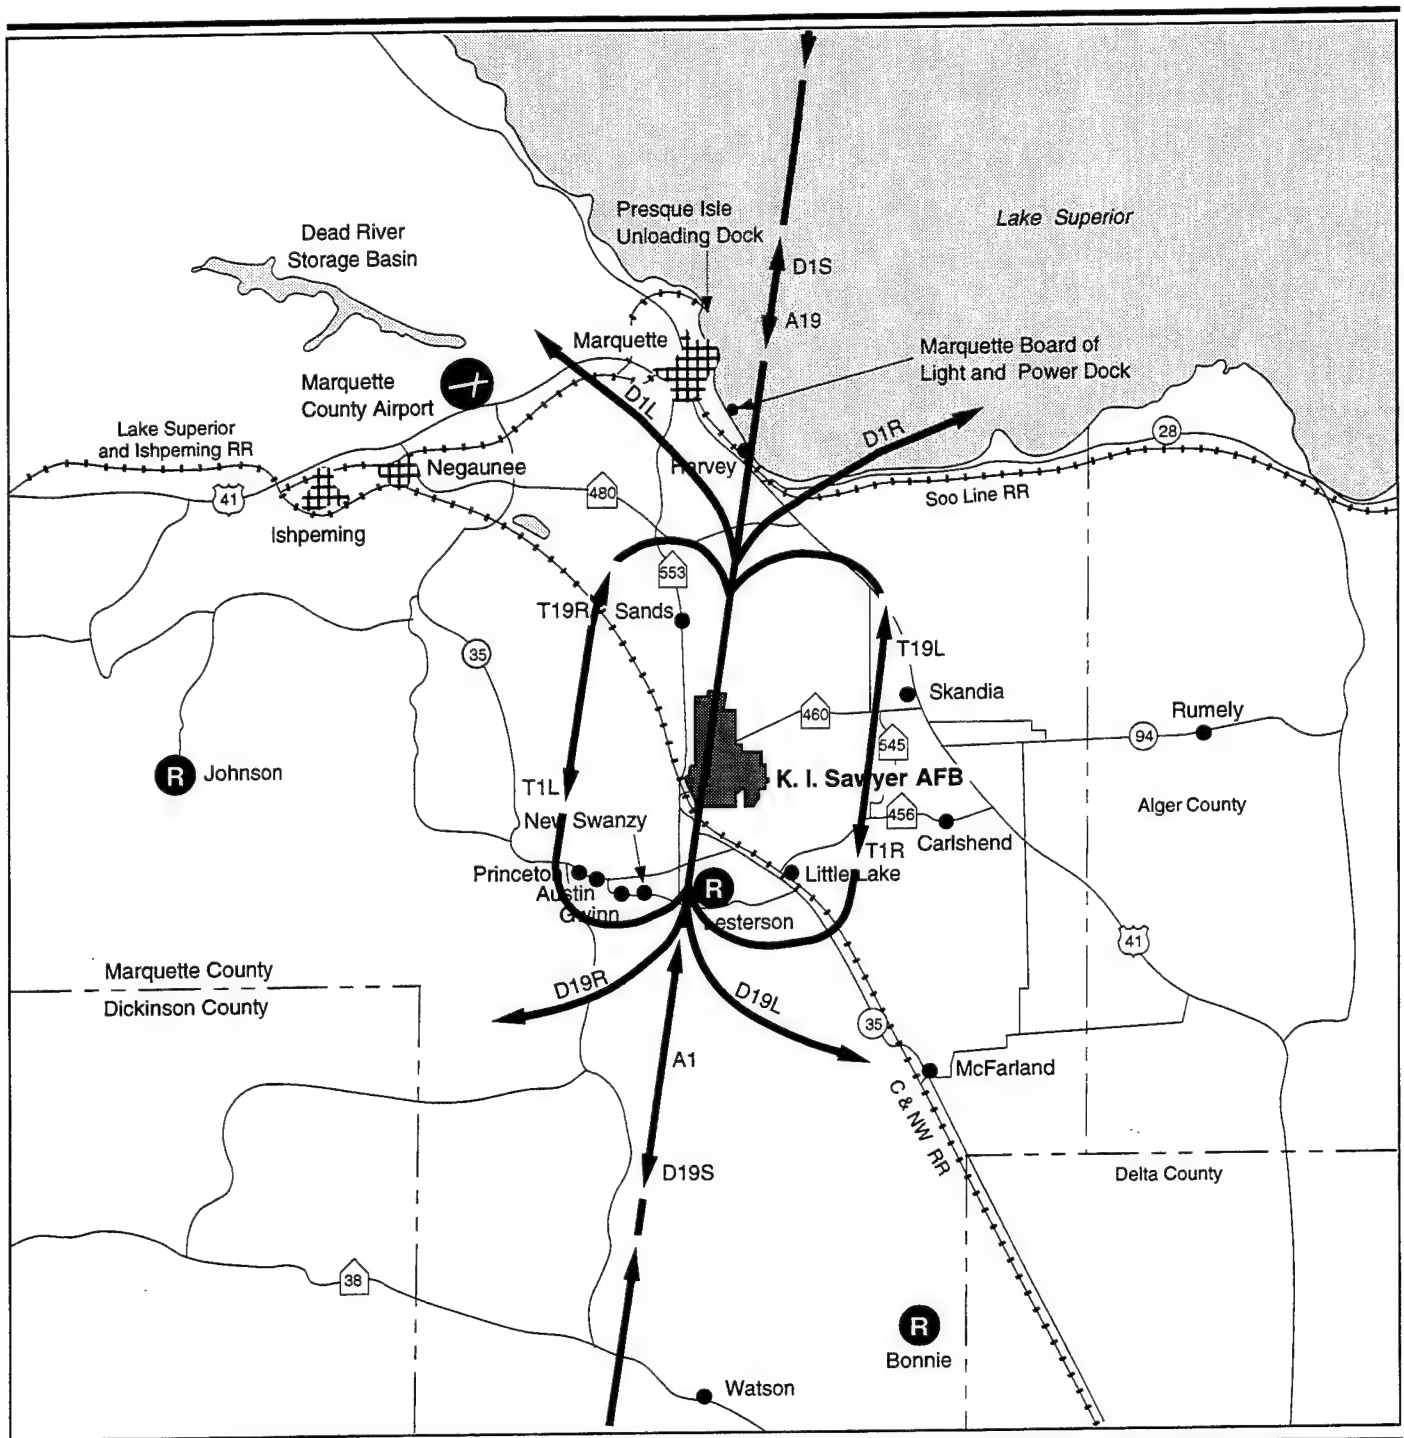 Presque Isle
Unloading Dock
Lake Superior
Dead River
Storage Basin
D1S
A19
Marquette
Marquette Board of
Light and Power Dock
Marquette
County Airport
D1L
D1R
Lake Superior
and Ishpeming RR
28
Negaunee
Harvey
41
480
Soo Line RR
Ishpeming
553
T19R
Sands
35
T19L
Skandia
460
Rumely
94
545
R
Johnson
T1L
K. I. Sawyer AFB
Alger County
New Swanzy
456
Carlshend
T1R
Princeton
Little Lake
Austin
R
Gwinn
Lesterson
41
Marquette County
D19R
D19L
Dickinson County
35
A1
McFarland
C & NW RR
D19S
Delta County
38
R
Bonnie
Watson